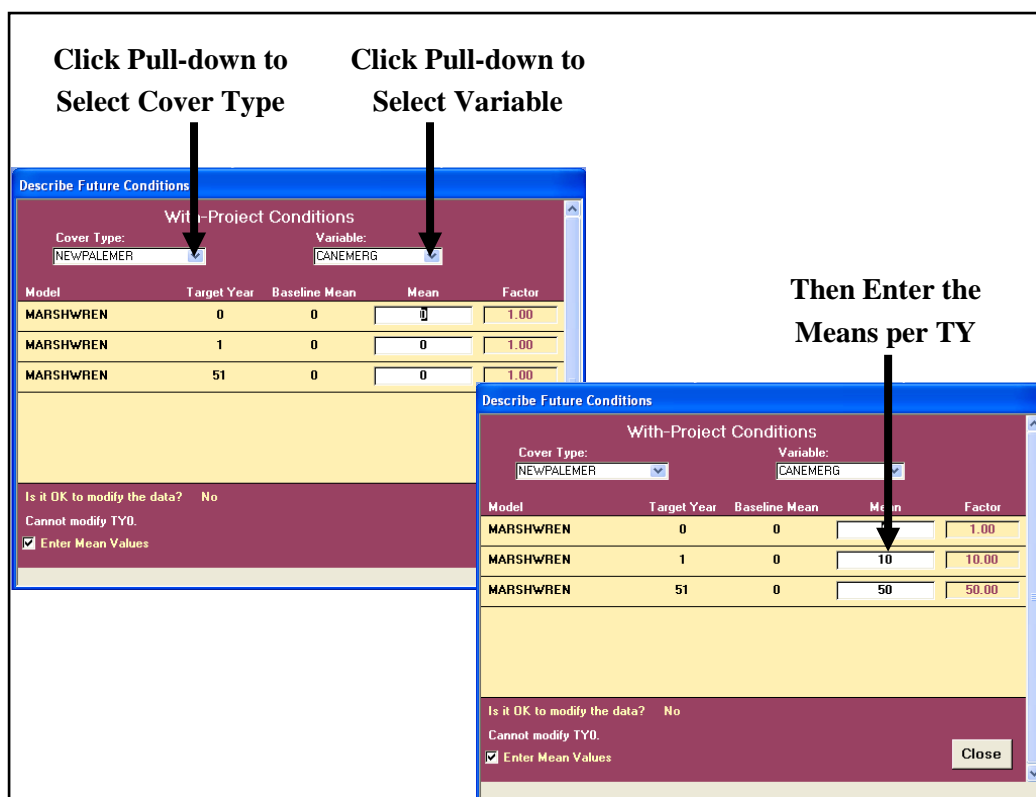 Click Pull-down to
Select Cover Type
Click Pull-down to
Select Variable
Describe Future Conditions
With-Project Conditions
Cover Type: Variable:
NEWPALEMER CANEMERG
Model Target Year Baseline Mean Mean Factor
MARSHWREN 0 0 0 1.00
MARSHWREN 1 0 0 1.00
MARSHWREN 51 0 0 1.00
Is it OK to modify the data? No
Cannot modify TY0.
Enter Mean Values
Then Enter the
Means per TY
Describe Future Conditions
With-Project Conditions
Cover Type: Variable:
NEWPALEMER CANEMERG
Model Target Year Baseline Mean Mean Factor
MARSHWREN 0 0 1.00
MARSHWREN 1 0 10 10.00
MARSHWREN 51 0 50 50.00
Is it OK to modify the data? No
Cannot modify TY0.
Enter Mean Values
Close